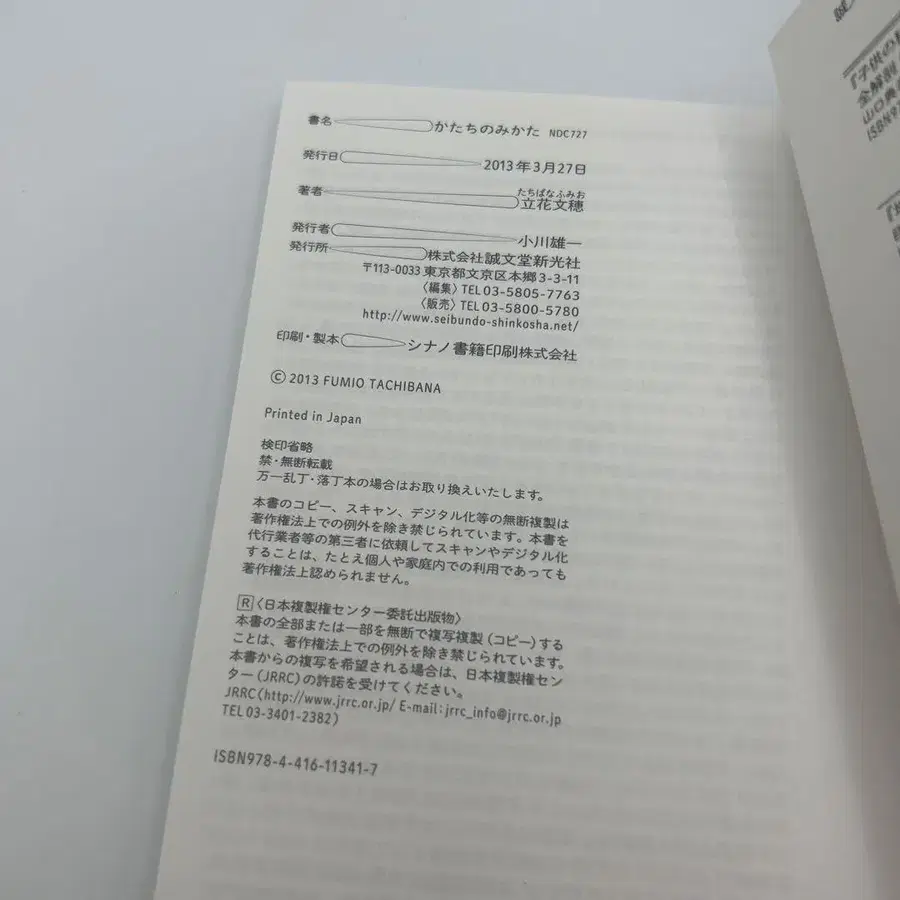 書名 かたちのみかた NDC727
発行日 2013年3月27日
たちばなふみお
著者 立花文穂
発行者 小川雄一
発行所 株式会社誠文堂新光社
〒113-0033 東京都文京区本郷3-3-11
〈編集〉TEL 03-5805-7763
〈販売〉TEL 03-5800-5780
http://www.seibundo-shinkosha.net/
印刷・製本 シナノ書籍印刷株式会社
© 2013 FUMIO TACHIBANA
Printed in Japan
検印省略
禁・無断転載
万一乱丁・落丁本の場合はお取り換えいたします。
本書のコピー、スキャン、デジタル化等の無断複製は
著作権法上での例外を除き禁じられています。本書を
代行業者等の第三者に依頼してスキャンやデジタル化
することは、たとえ個人や家庭内での利用であっても
著作権法上認められません。
R〈日本複製権センター委託出版物〉
本書の全部または一部を無断で複写複製(コピー)する
ことは、著作権法上での例外を除き禁じられています。
本書からの複写を希望される場合は、日本複製権セン
ター(JRRC)の許諾を受けてください。
JRRC(http://www.jrrc.or.jp/ E-mail:jrrc_info@jrrc.or.jp
TEL 03-3401-2382)
ISBN978-4-416-11341-7
『子供の
全解剖
山口
ISBN97